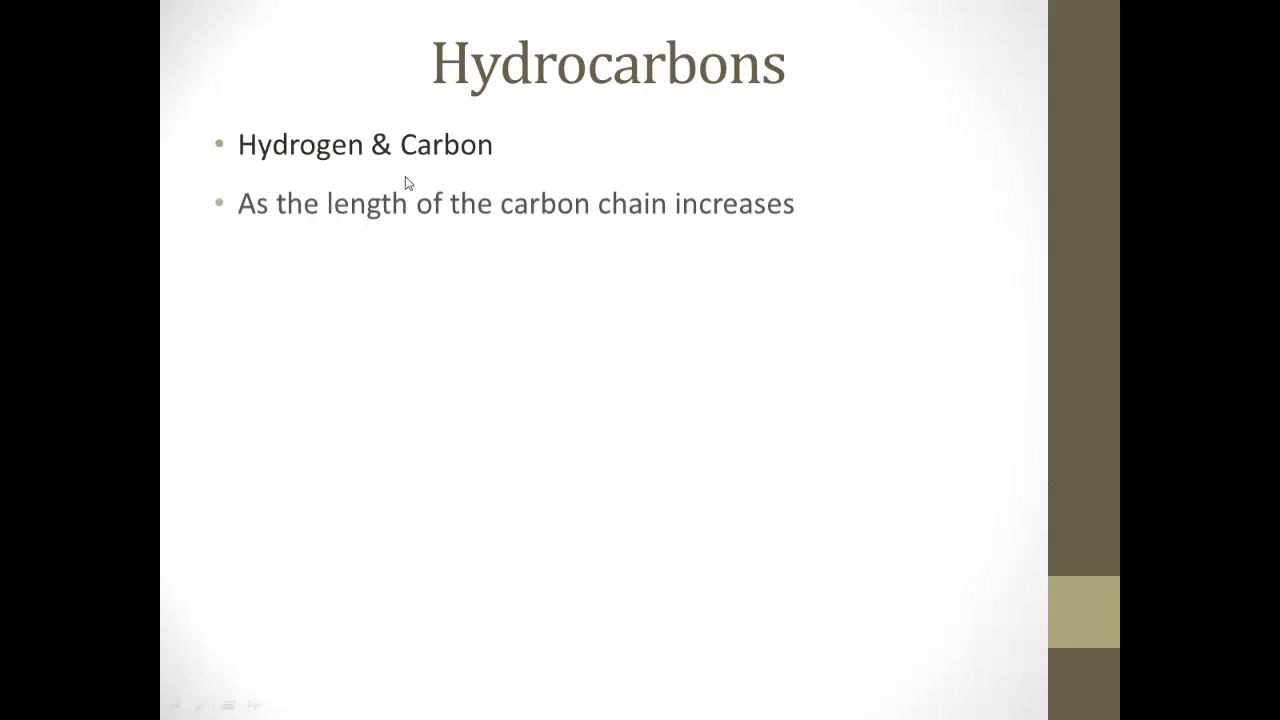 Hydrocarbons
• Hydrogen & Carbon
• As the length of the carbon chain increases